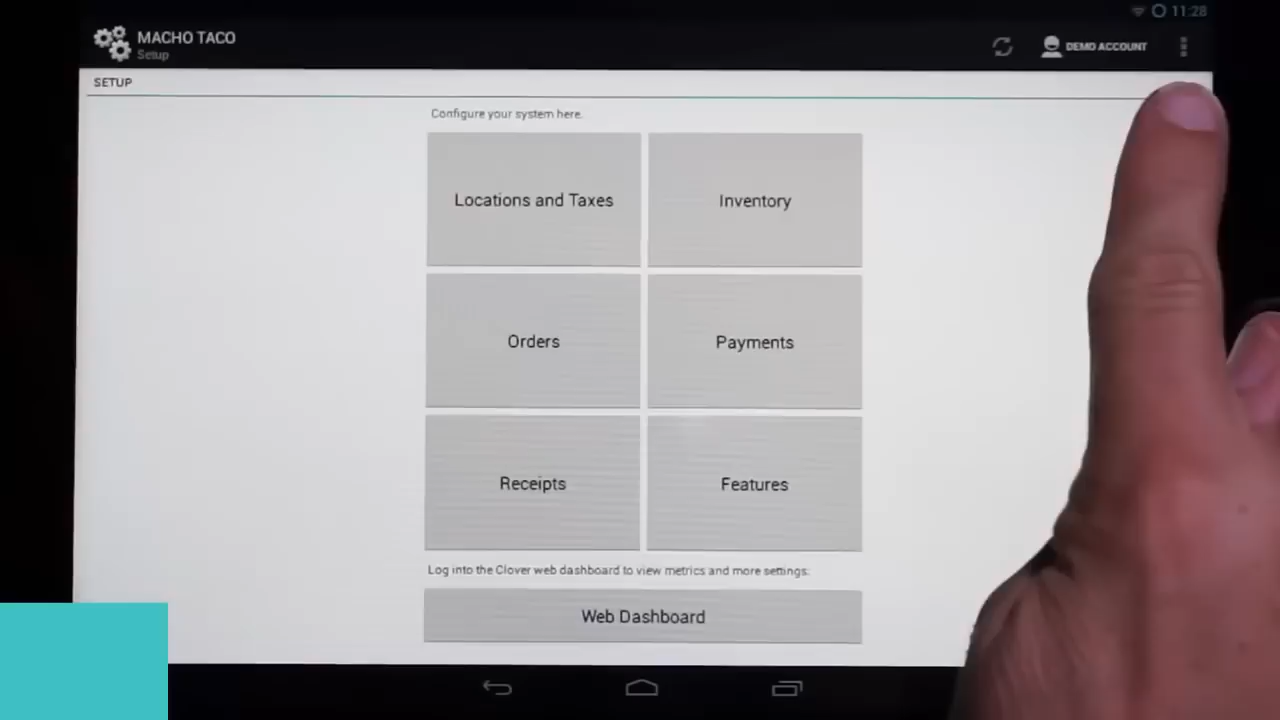 11:28
MACHO TACO
Setup
DEMO ACCOUNT
SETUP
Configure your system here.
Locations and Taxes
Inventory
Orders
Payments
Receipts
Features
Log into the Clover web dashboard to view metrics and more settings:
Web Dashboard